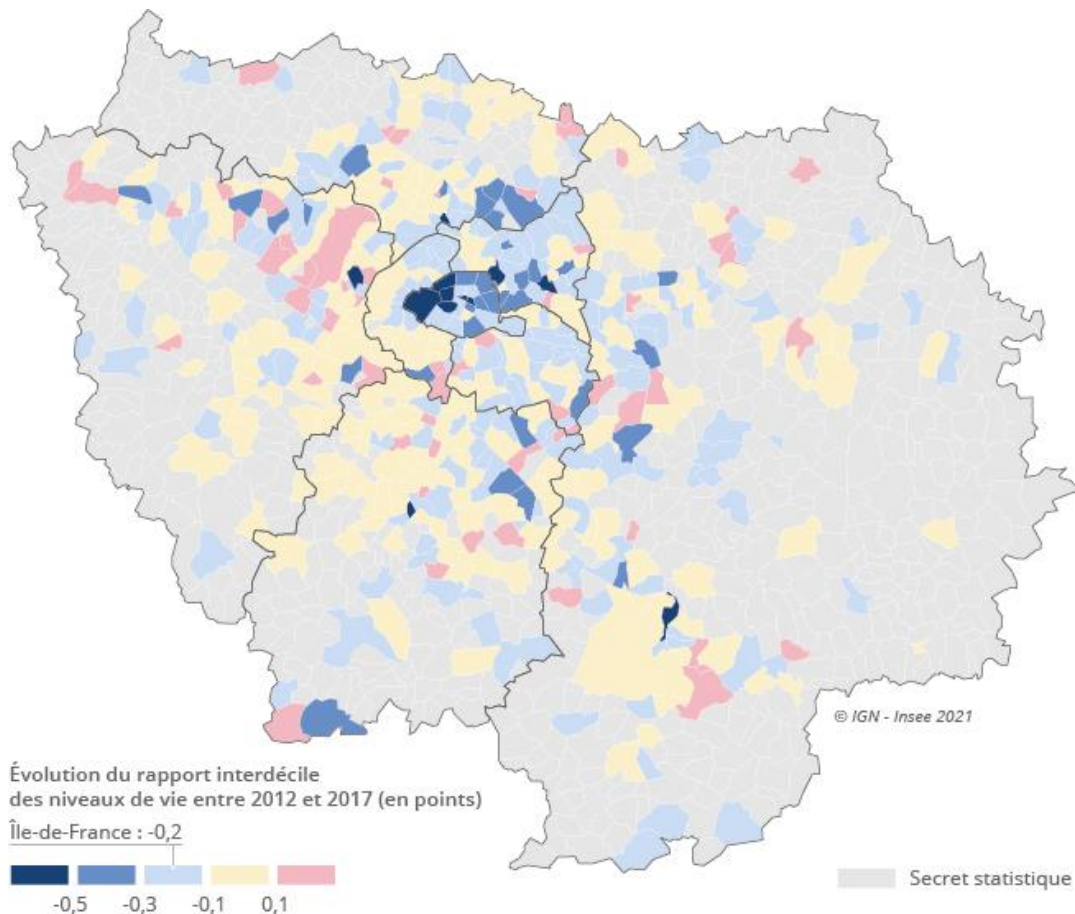 © IGN - Insee 2021
Évolution du rapport interdécile
des niveaux de vie entre 2012 et 2017 (en points)
Île-de-France : -0,2
-0,5 -0,3 -0,1 0,1
Secret statistique